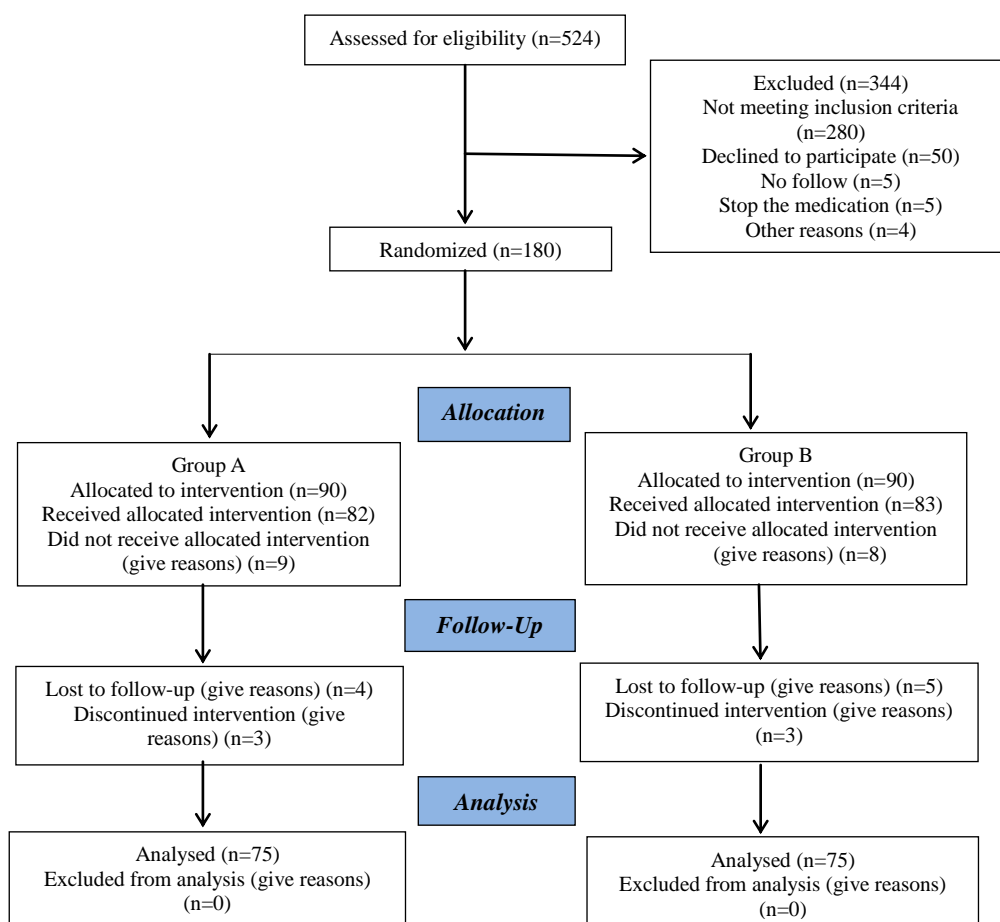 Assessed for eligibility (n=524)
Excluded (n=344)
Not meeting inclusion criteria
(n=280)
Declined to participate (n=50)
No follow (n=5)
Stop the medication (n=5)
Other reasons (n=4)
Randomized (n=180)
Allocation
Group A
Allocated to intervention (n=90)
Received allocated intervention (n=82)
Did not receive allocated intervention
(give reasons) (n=9)
Group B
Allocated to intervention (n=90)
Received allocated intervention (n=83)
Did not receive allocated intervention
(give reasons) (n=8)
Follow-Up
Lost to follow-up (give reasons) (n=4)
Discontinued intervention (give
reasons) (n=3)
Lost to follow-up (give reasons) (n=5)
Discontinued intervention (give reasons)
(n=3)
Analysis
Analysed (n=75)
Excluded from analysis (give reasons)
(n=0)
Analysed (n=75)
Excluded from analysis (give reasons)
(n=0)